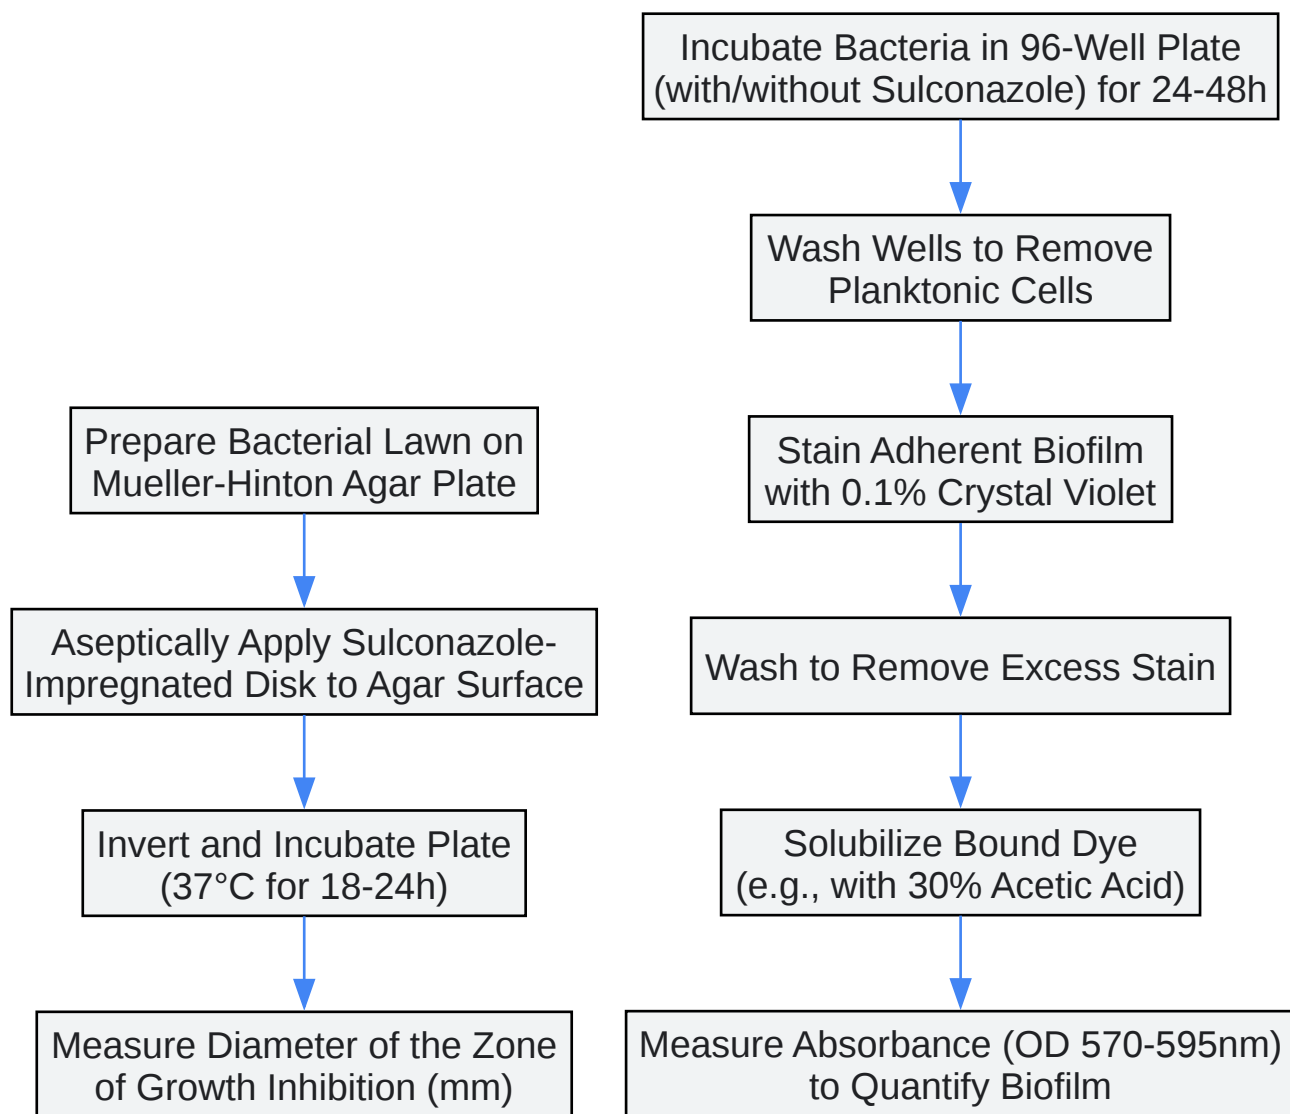 Incubate Bacteria in 96-Well Plate
(with/without Sulconazole) for 24-48h
Wash Wells to Remove
Planktonic Cells
Stain Adherent Biofilm
with 0.1% Crystal Violet
Wash to Remove Excess Stain
Solubilize Bound Dye
(e.g., with 30% Acetic Acid)
Measure Absorbance (OD 570-595nm)
to Quantify Biofilm
Prepare Bacterial Lawn on
Mueller-Hinton Agar Plate
Aseptically Apply Sulconazole-
Impregnated Disk to Agar Surface
Invert and Incubate Plate
(37°C for 18-24h)
Measure Diameter of the Zone
of Growth Inhibition (mm)